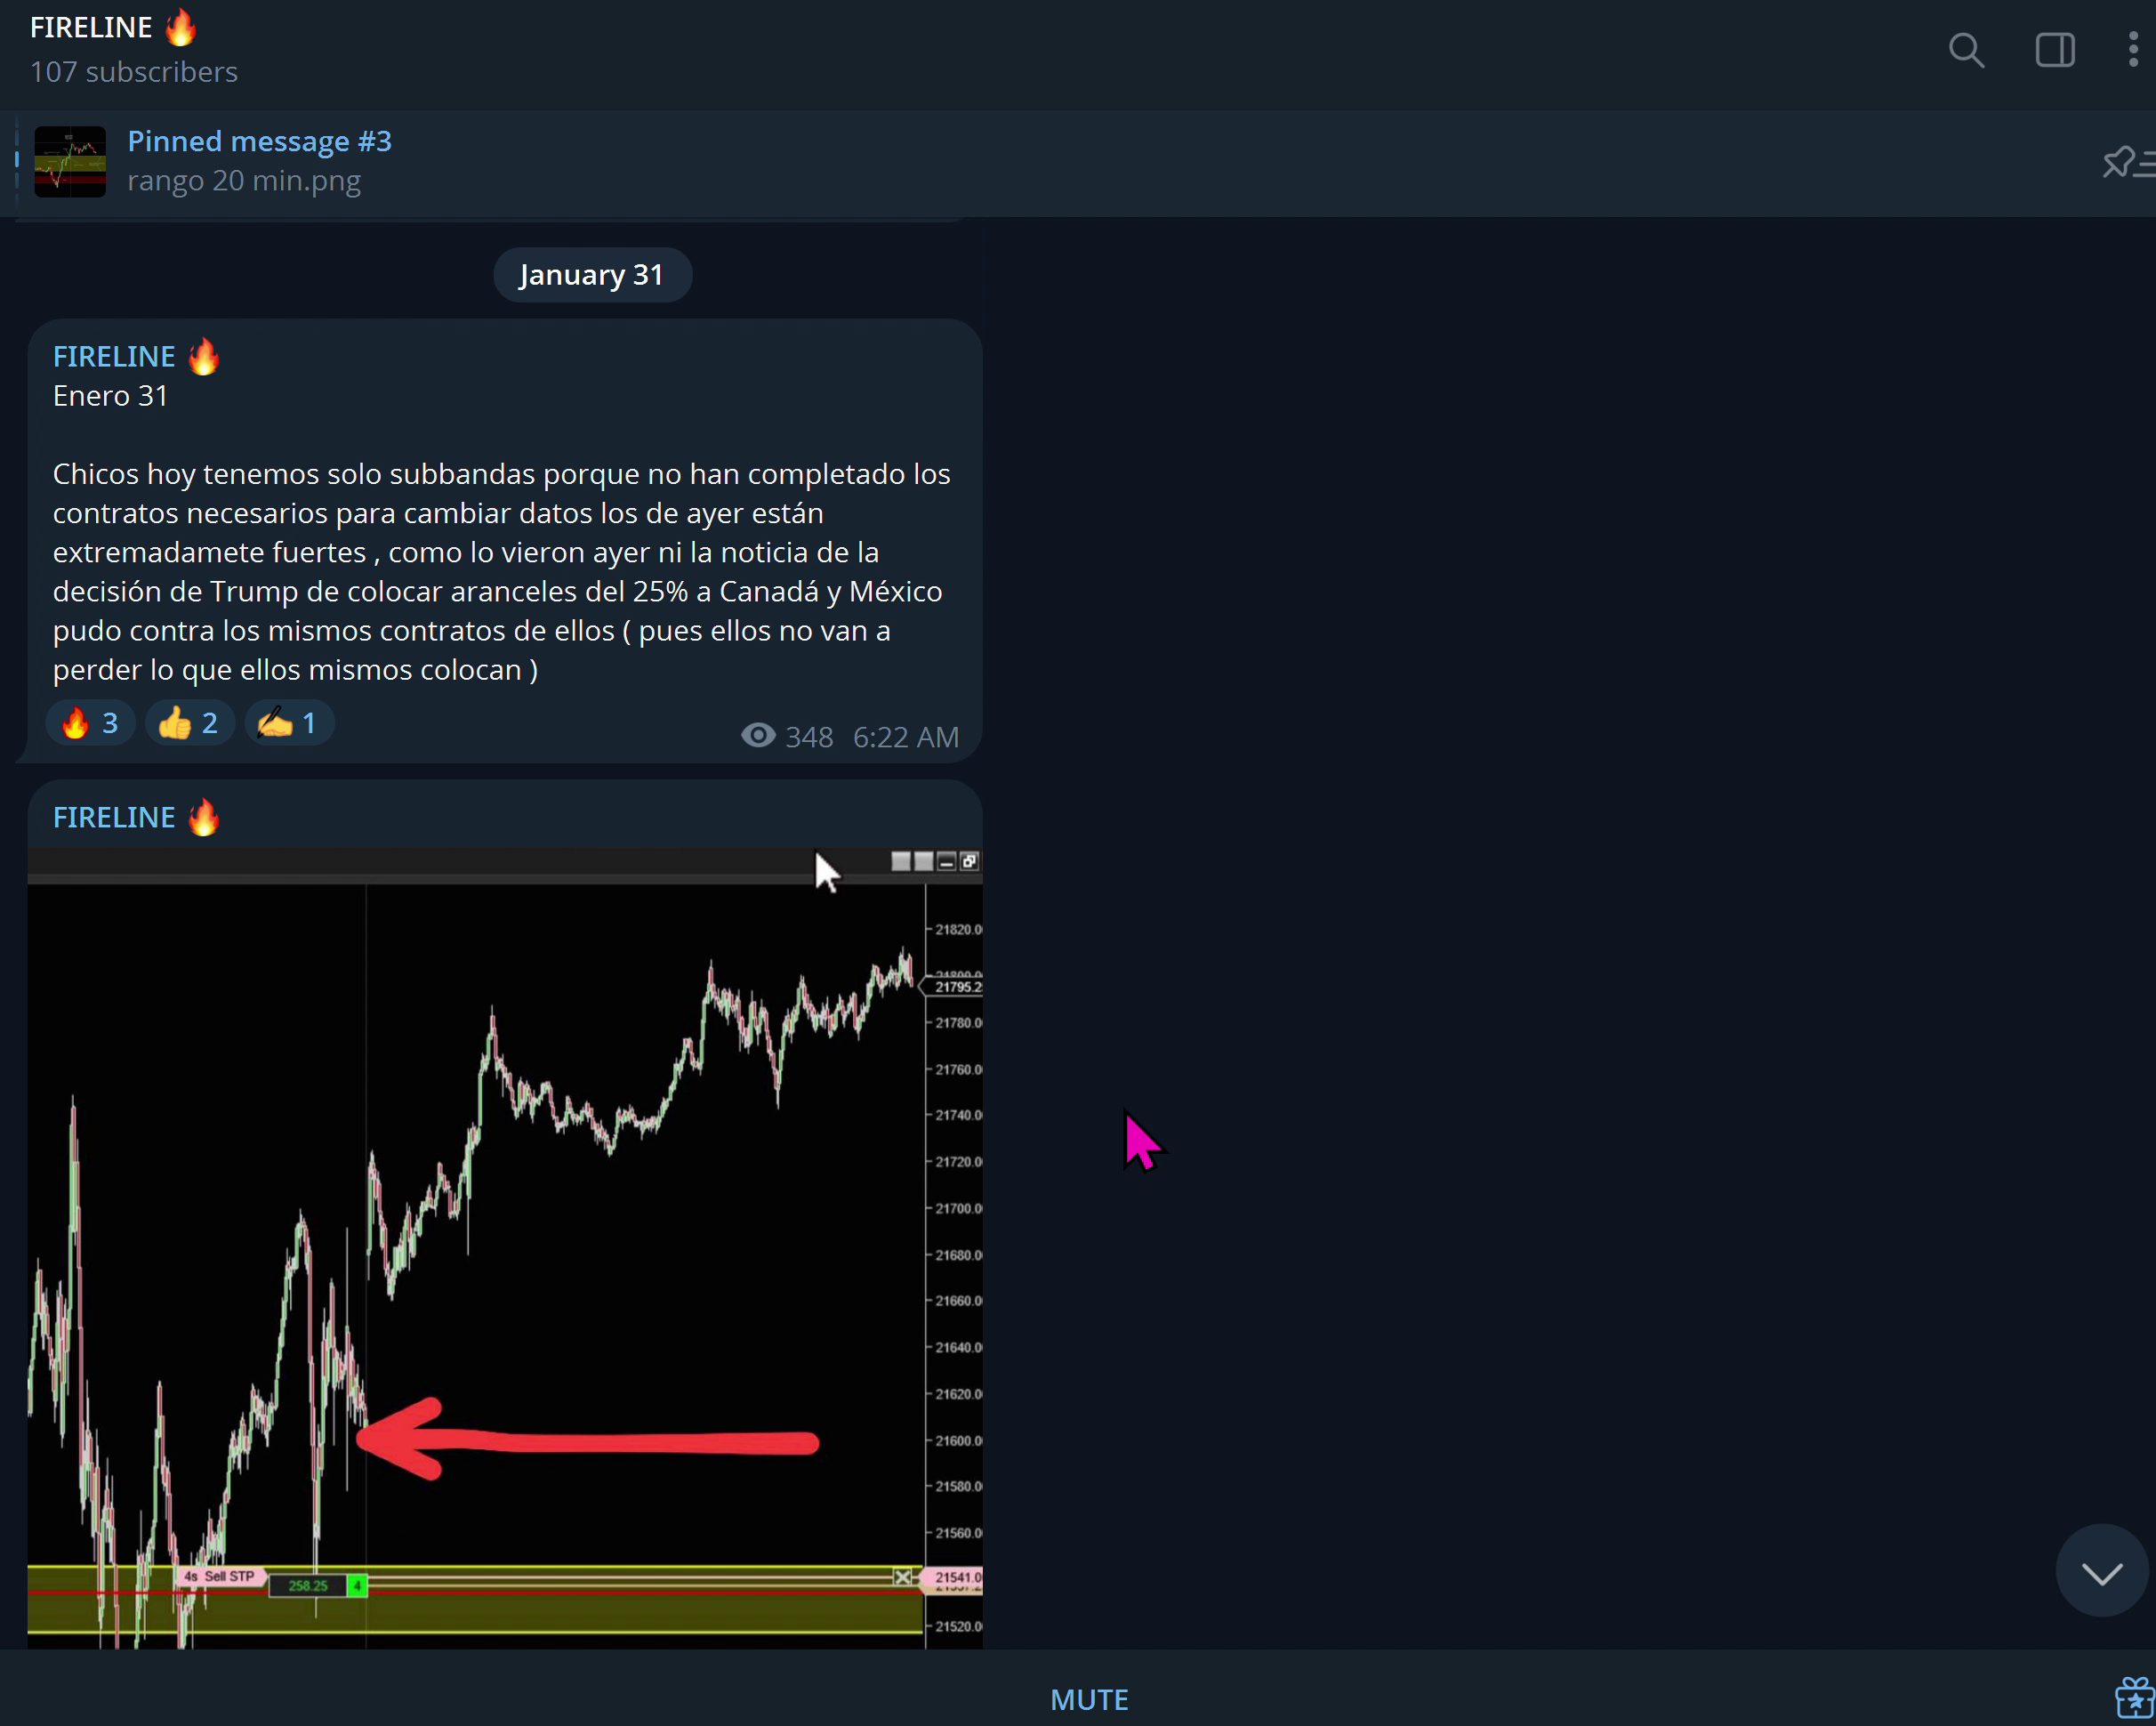 FIRELINE 🔥
107 subscribers
Pinned message #3
rango 20 min.png
January 31
FIRELINE 🔥
Enero 31
Chicos hoy tenemos solo subbandas porque no han completado los
contratos necesarios para cambiar datos los de ayer están
extremadamete fuertes , como lo vieron ayer ni la noticia de la
decisión de Trump de colocar aranceles del 25% a Canadá y México
pudo contra los mismos contratos de ellos ( pues ellos no van a
perder lo que ellos mismos colocan )
🔥 3 👍 2 ✍ 1
348 6:22 AM
FIRELINE 🔥
21820.0
21795.2
21780.0
21760.0
21740.0
21720.0
21700.0
21680.0
21660.0
21640.0
21620.0
21600.0
21580.0
21560.0
4s Sell STP
258.25 4
21541.0
21520.0
MUTE